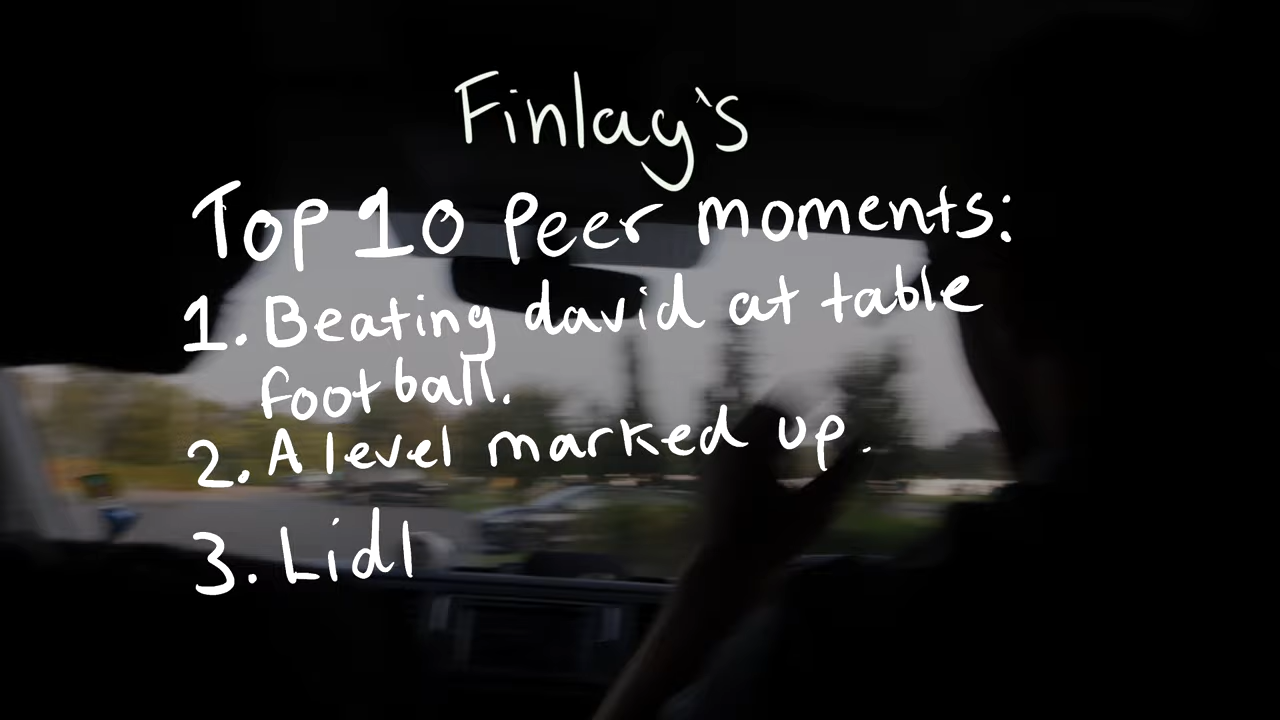 Finlay's
Top 10 Peer moments:
1. Beating david at table
football.
2. A level marked up.
3. Lidl